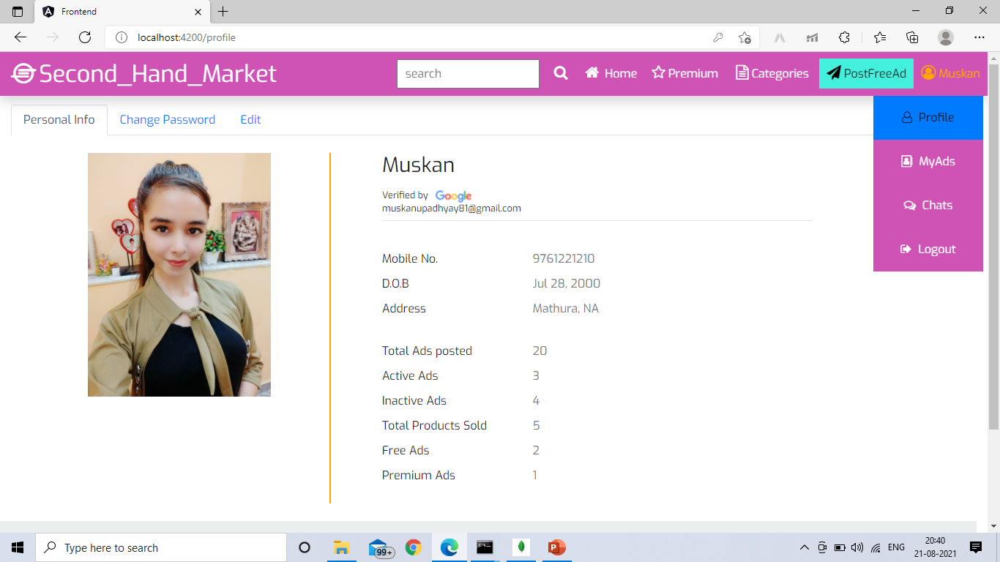 Frontend
localhost:4200/profile
Second_Hand_Market
search
Home
Premium
Categories
PostFreeAd
Muskan
Personal Info
Change Password
Edit
Profile
MyAds
Chats
Logout
Muskan
Verified by Google
muskanupadhyay81@gmail.com
Mobile No. 9761221210
D.O.B Jul 28, 2000
Address Mathura, NA
Total Ads posted 20
Active Ads 3
Inactive Ads 4
Total Products Sold 5
Free Ads 2
Premium Ads 1
Type here to search
99+
ENG
20:40
21-08-2021